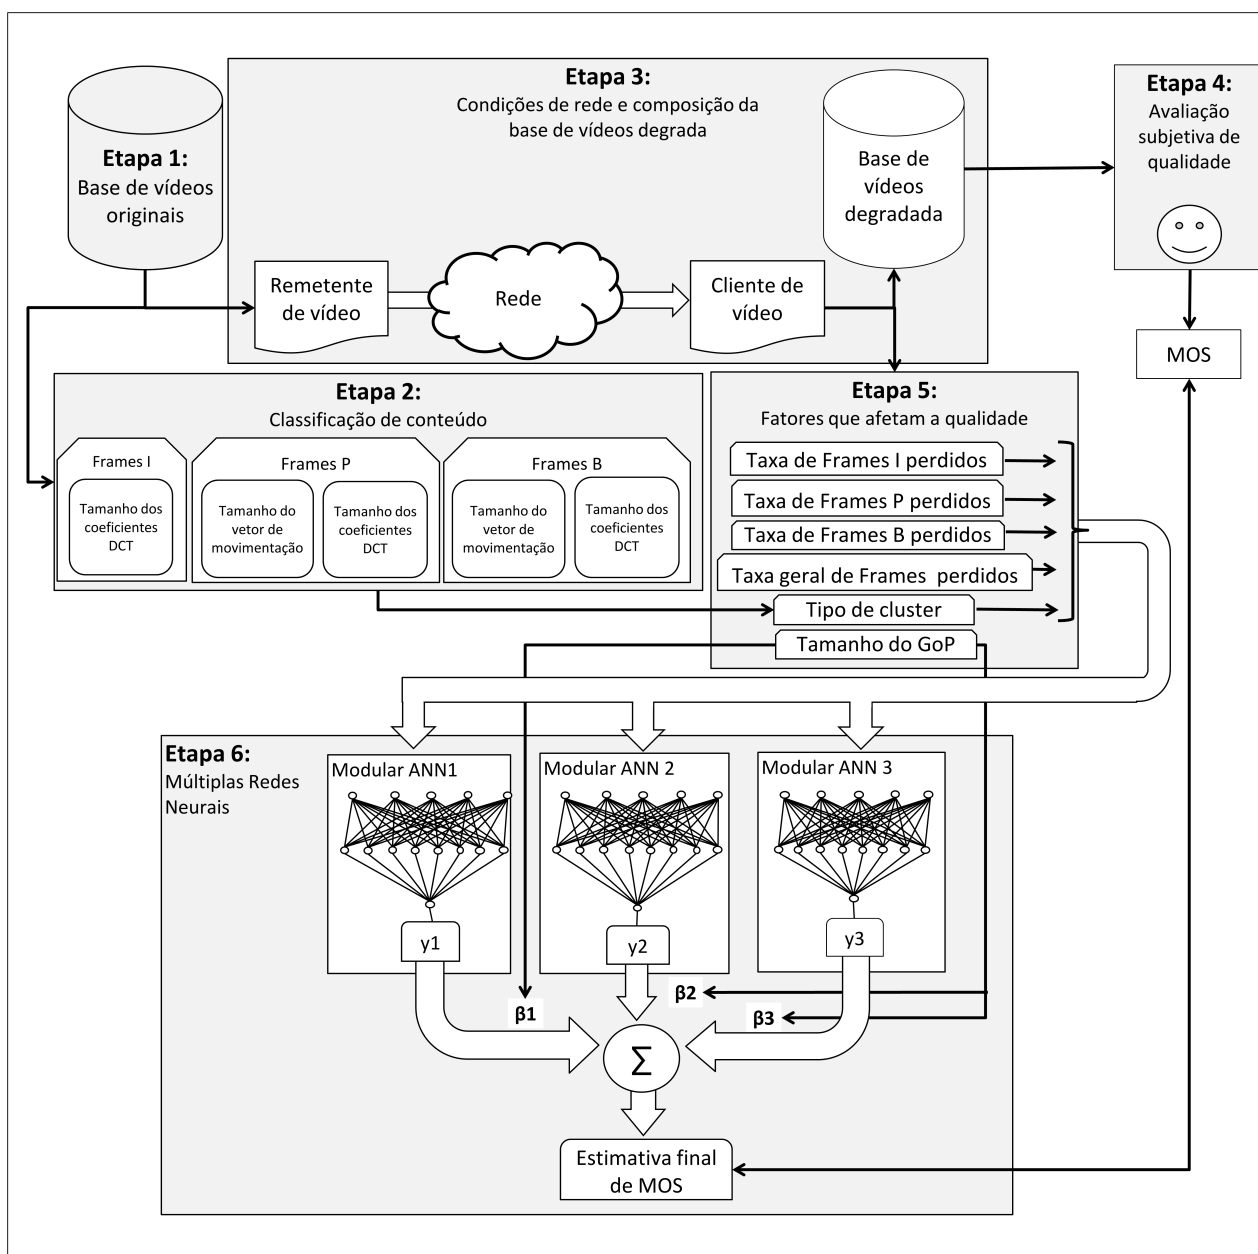 Etapa 1:
Base de vídeos
originais
Etapa 3:
Condições de rede e composição da
base de vídeos degrada
Base de
vídeos
degradada
Remetente
de vídeo
Rede
Cliente de
vídeo
Etapa 4:
Avaliação
subjetiva de
qualidade
MOS
Etapa 2:
Classificação de conteúdo
Frames I
Tamanho dos
coeficientes
DCT
Frames P
Tamanho do
vetor de
movimentação
Tamanho dos
coeficientes
DCT
Frames B
Tamanho do
vetor de
movimentação
Tamanho dos
coeficientes
DCT
Etapa 5:
Fatores que afetam a qualidade
Taxa de Frames I perdidos
Taxa de Frames P perdidos
Taxa de Frames B perdidos
Taxa geral de Frames  perdidos
Tipo de cluster
Tamanho do GoP
Etapa 6:
Múltiplas Redes
Neurais
Modular ANN1
Modular ANN 2
Modular ANN 3
y1
y2
y3
β1
β2
β3
Σ
Estimativa final
de MOS